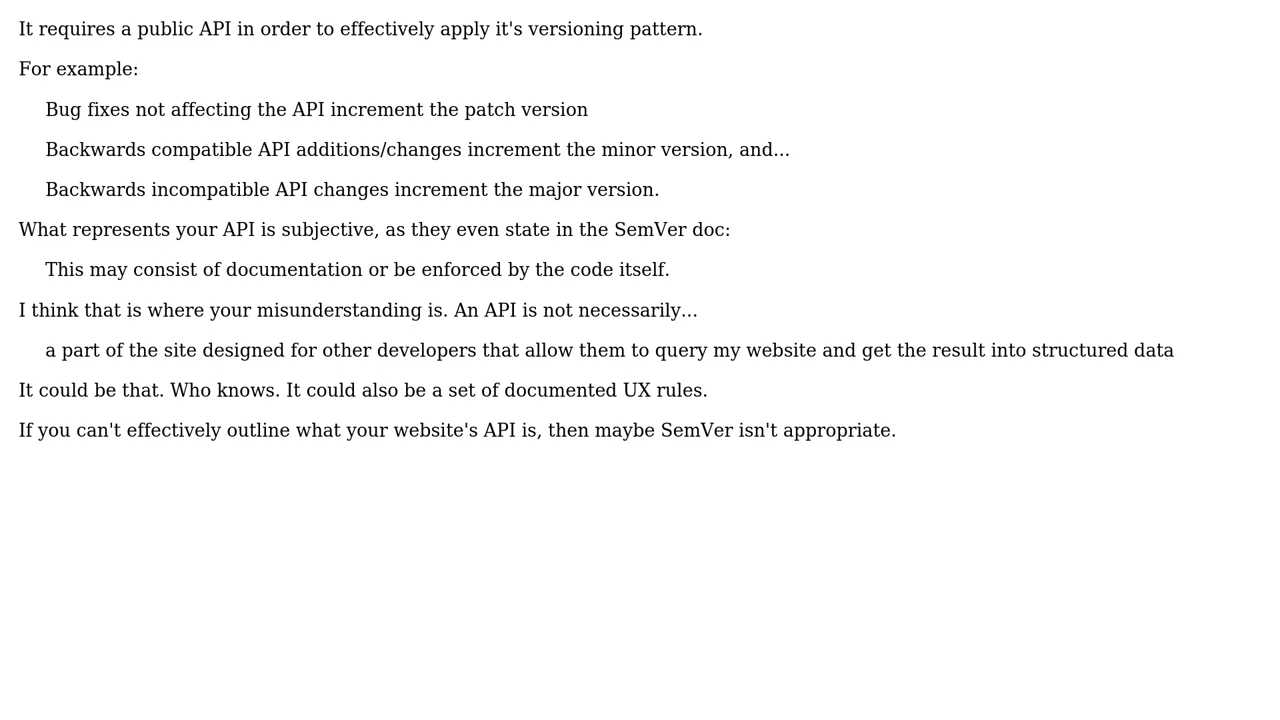 It requires a public API in order to effectively apply it's versioning pattern.
For example:
Bug fixes not affecting the API increment the patch version
Backwards compatible API additions/changes increment the minor version, and...
Backwards incompatible API changes increment the major version.
What represents your API is subjective, as they even state in the SemVer doc:
This may consist of documentation or be enforced by the code itself.
I think that is where your misunderstanding is. An API is not necessarily...
a part of the site designed for other developers that allow them to query my website and get the result into structured data
It could be that. Who knows. It could also be a set of documented UX rules.
If you can't effectively outline what your website's API is, then maybe SemVer isn't appropriate.